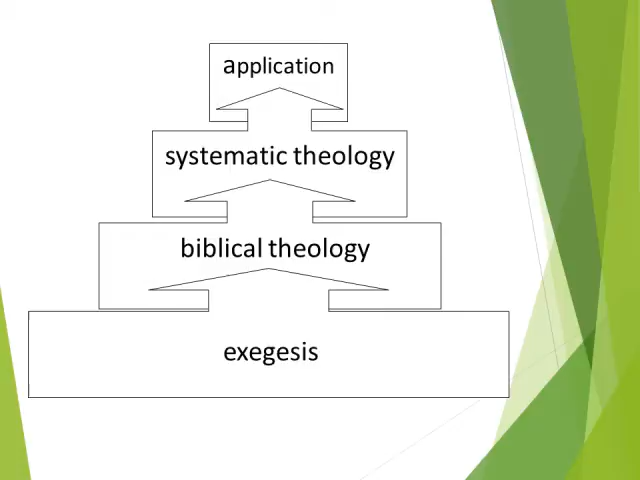 application
systematic theology
biblical theology
exegesis